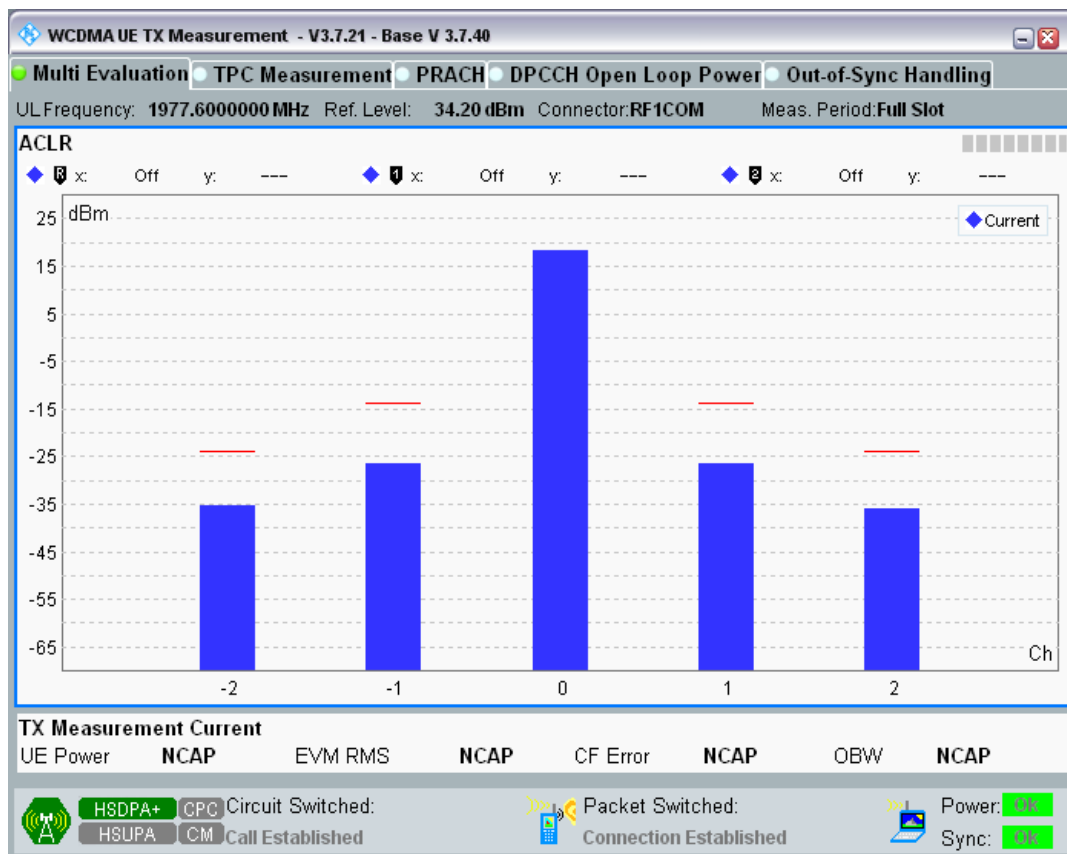 WCDMA UE TX Measurement - V3.7.21 - Base V 3.7.40
Multi Evaluation TPC Measurement PRACH DPCCH Open Loop Power Out-of-Sync Handling
UL Frequency: 1977.6000000 MHz Ref. Level: 34.20 dBm Connector:RF1COM Meas. Period:Full Slot
ACLR
R x: Off y: --- 1 x: Off y: --- 2 x: Off y: ---
dBm
Current
25
15
5
-5
-15
-25
-35
-45
-55
-65
Ch
-2 -1 0 1 2
TX Measurement Current
UE Power NCAP EVM RMS NCAP CF Error NCAP OBW NCAP
HSDPA+ CPC Circuit Switched: Packet Switched: Power: Ok
HSUPA CM Call Established Connection Established Sync: Ok